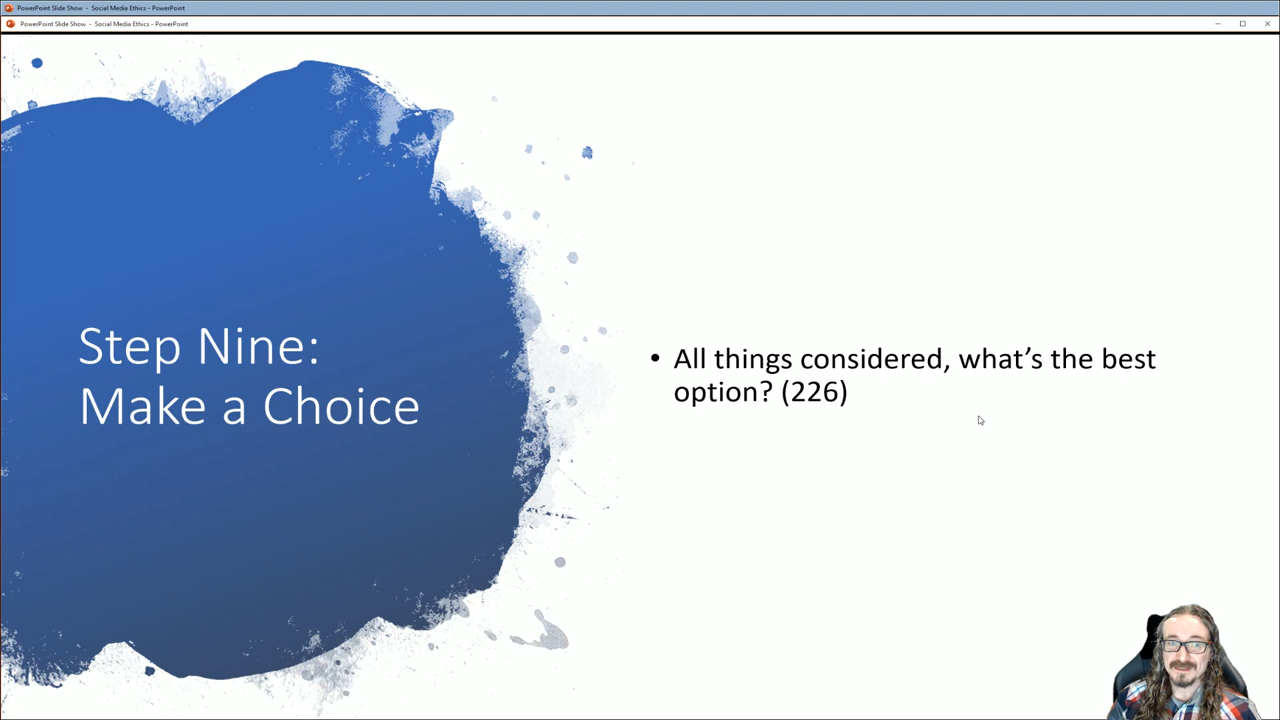 PowerPoint Slide Show - Social Media Ethics - PowerPoint
PowerPoint Slide Show - Social Media Ethics - PowerPoint
Step Nine:
Make a Choice
• All things considered, what’s the best
option? (226)